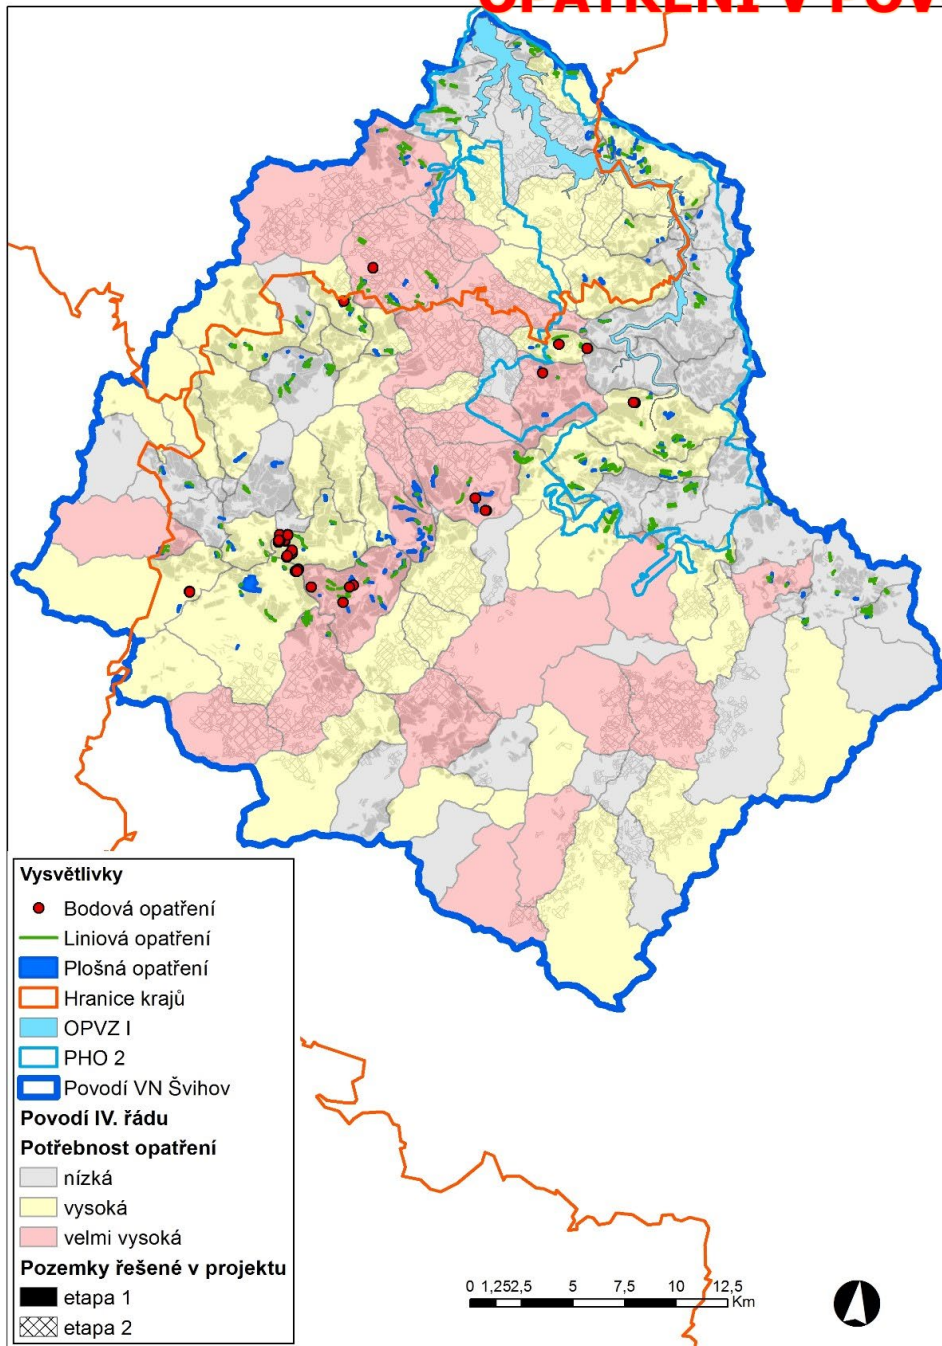 OPATŘENÍ V POV
Vysvětlivky
Bodová opatření
Liniová opatření
Plošná opatření
Hranice krajů
OPVZ I
PHO 2
Povodí VN Švihov
Povodí IV. řádu
Potřebnost opatření
nízká
vysoká
velmi vysoká
Pozemky řešené v projektu
etapa 1
etapa 2
0 1,252,5 5 7,5 10 12,5
Km